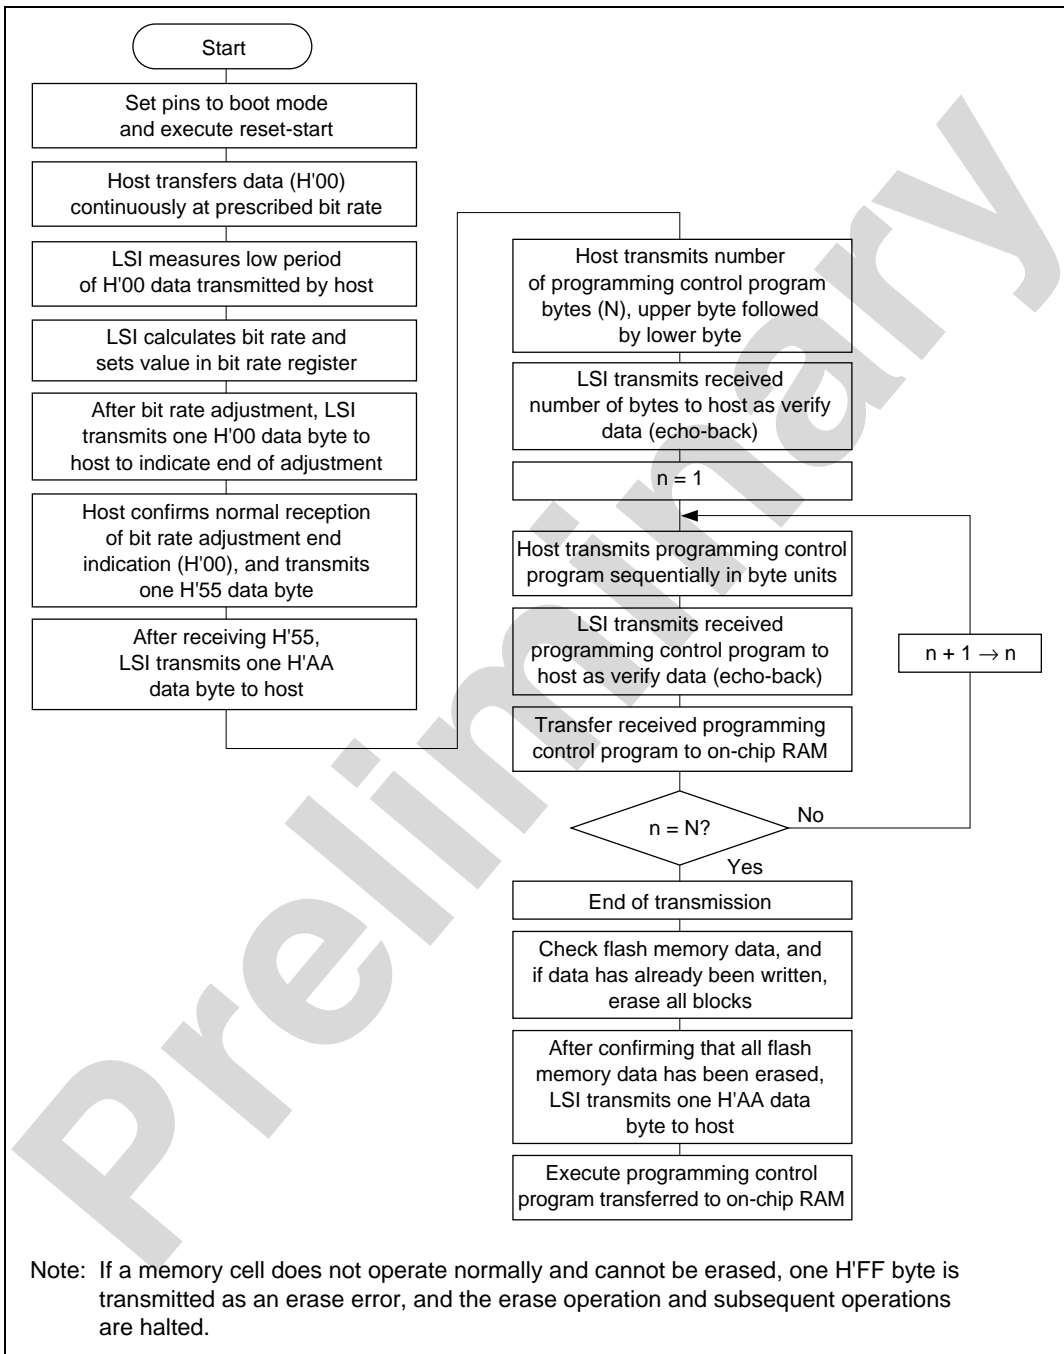 Start
Set pins to boot mode
and execute reset-start
Host transfers data (H'00)
continuously at prescribed bit rate
LSI measures low period
of H'00 data transmitted by host
LSI calculates bit rate and
sets value in bit rate register
After bit rate adjustment, LSI
transmits one H'00 data byte to
host to indicate end of adjustment
Host confirms normal reception
of bit rate adjustment end
indication (H'00), and transmits
one H'55 data byte
After receiving H'55,
LSI transmits one H'AA
data byte to host
Host transmits number
of programming control program
bytes (N), upper byte followed
by lower byte
LSI transmits received
number of bytes to host as verify
data (echo-back)
n = 1
Host transmits programming control
program sequentially in byte units
LSI transmits received
programming control program to
host as verify data (echo-back)
n + 1 → n
Transfer received programming
control program to on-chip RAM
n = N?
No
Yes
End of transmission
Check flash memory data, and
if data has already been written,
erase all blocks
After confirming that all flash
memory data has been erased,
LSI transmits one H'AA data
byte to host
Execute programming control
program transferred to on-chip RAM
Note: If a memory cell does not operate normally and cannot be erased, one H'FF byte is
transmitted as an erase error, and the erase operation and subsequent operations
are halted.
Preliminary